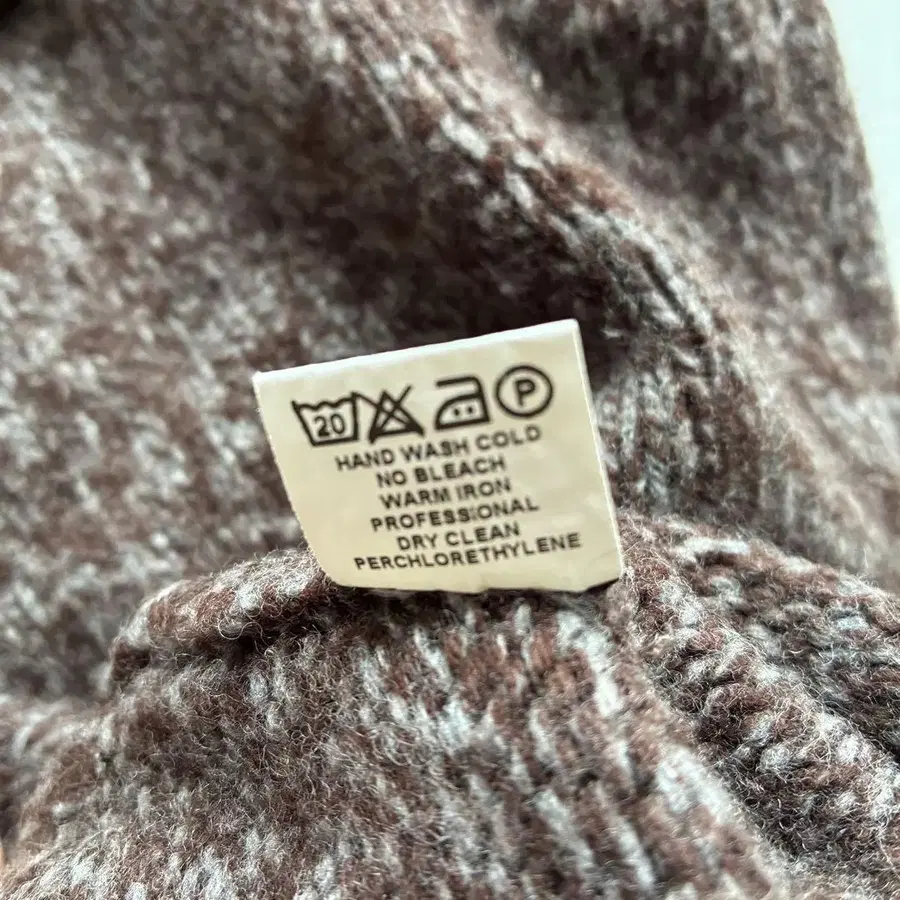 20 P
HAND WASH COLD
NO BLEACH
WARM IRON
PROFESSIONAL
DRY CLEAN
PERCHLORETHYLENE